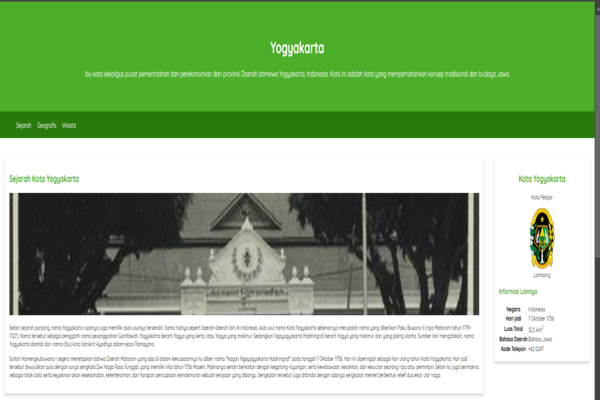 Yogyakarta
Ibu kota sekaligus pusat pemerintahan dan perekonomian dari provinsi Daerah Istimewa Yogyakarta, Indonesia. Kota ini adalah kota yang mempertahankan konsep tradisional dan budaya Jawa.
Sejarah Geografis Wisata
Sejarah Kota Yogyakarta
Selain sejarah panjang, nama Yogyakarta rupanya juga memiliki asal-usulnya tersendiri. Sama halnya seperti daerah-daerah lain di Indonesia. Asal usul nama Kota Yogyakarta sebenarnya merupakan nama yang diberikan Paku Buwana II (raja Mataram tahun 1719-
1727). Nama tersebut sebagai pengganti nama pesanggrahan Gartitawati. Yogyakarta berarti Yogya yang kerta, atau Yogya yang makmur. Sedangkan Ngayogyakarta Hadiningrat berarti Yogya yang makmur dan yang paling utama. Sumber lain mengatakan, nama
Yogyakarta diambil dari nama (ibu) kota Sanskrit Ayodhya dalam epos Ramayana.
Sultan Hamengkubuwana I segera menetapkan bahwa Daerah Mataram yang ada di dalam kekuasaannya itu diberi nama "Nagari Ngayogyakarta Hadiningrat" pada tanggal 7 Oktober 1756. Hari ini diperingati sebagai hari ulang tahun Kota Yogyakarta. Hari jadi
tersebut diwujudkan pula dengan surya sengkala Dwi Naga Rasa Tunggal, yang memiliki nilai tahun 1756 Masehi. Maknanya sendiri berkaitan dengan kegotong-royongan, serta kewibawaan, kesakitan, dan kesucian seorang raja atau pemimpin. Selain itu juga bermakna
sebagai tolak bala serta keyakinan akan keselamatan, ketenteraman, dan harapan pencapaian kemakmuran sebuah kerajaan yang dibangu. Sengkalan tersebut juga ditandai dengan adanya sengkalan memet berbentuk relief dua ekor ular naga.
Kota Yogyakarta
Kota Pelajar
Lambang
Informasi Lainnya
Negara Indonesia
Hari jadi 7 Oktober 1756
Luas Total 32.5 km²
Bahasa Daerah Bahasa Jawa
Kode Telepon +62 0247